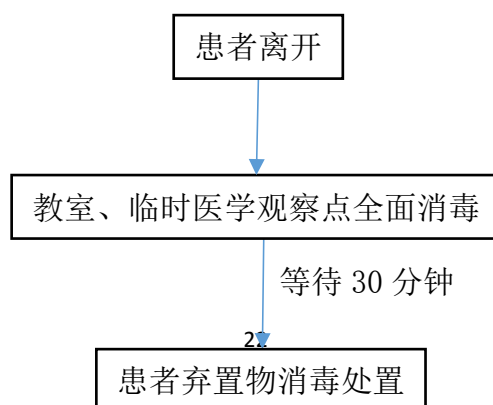 患者离开
教室、临时医学观察点全面消毒
等待 30 分钟
22
患者弃置物消毒处置